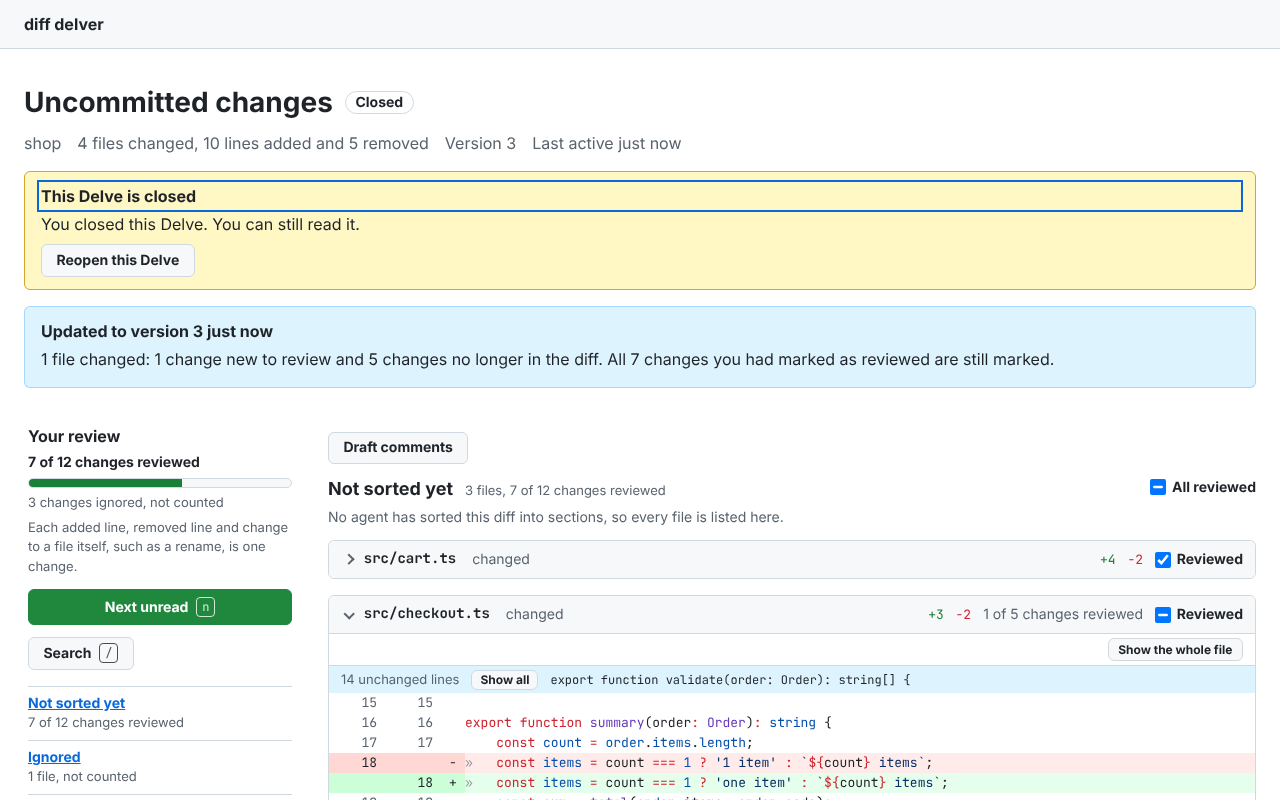 diff delver
Uncommitted changes Closed
shop 4 files changed, 10 lines added and 5 removed Version 3 Last active just now
This Delve is closed
You closed this Delve. You can still read it.
Reopen this Delve
Updated to version 3 just now
1 file changed: 1 change new to review and 5 changes no longer in the diff. All 7 changes you had marked as reviewed are still marked.
Your review
7 of 12 changes reviewed
3 changes ignored, not counted
Each added line, removed line and change
to a file itself, such as a rename, is one
change.
Next unread n
Search /
Not sorted yet
7 of 12 changes reviewed
Ignored
1 file, not counted
Draft comments
Not sorted yet 3 files, 7 of 12 changes reviewed All reviewed
No agent has sorted this diff into sections, so every file is listed here.
src/cart.ts changed +4 -2 Reviewed
src/checkout.ts changed +3 -2 1 of 5 changes reviewed Reviewed
Show the whole file
14 unchanged lines Show all export function validate(order: Order): string[] {
15 15
16 16 export function summary(order: Order): string {
17 17 const count = order.items.length;
18 - » const items = count === 1 ? '1 item' : `${count} items`;
18 + » const items = count === 1 ? 'one item' : `${count} items`;